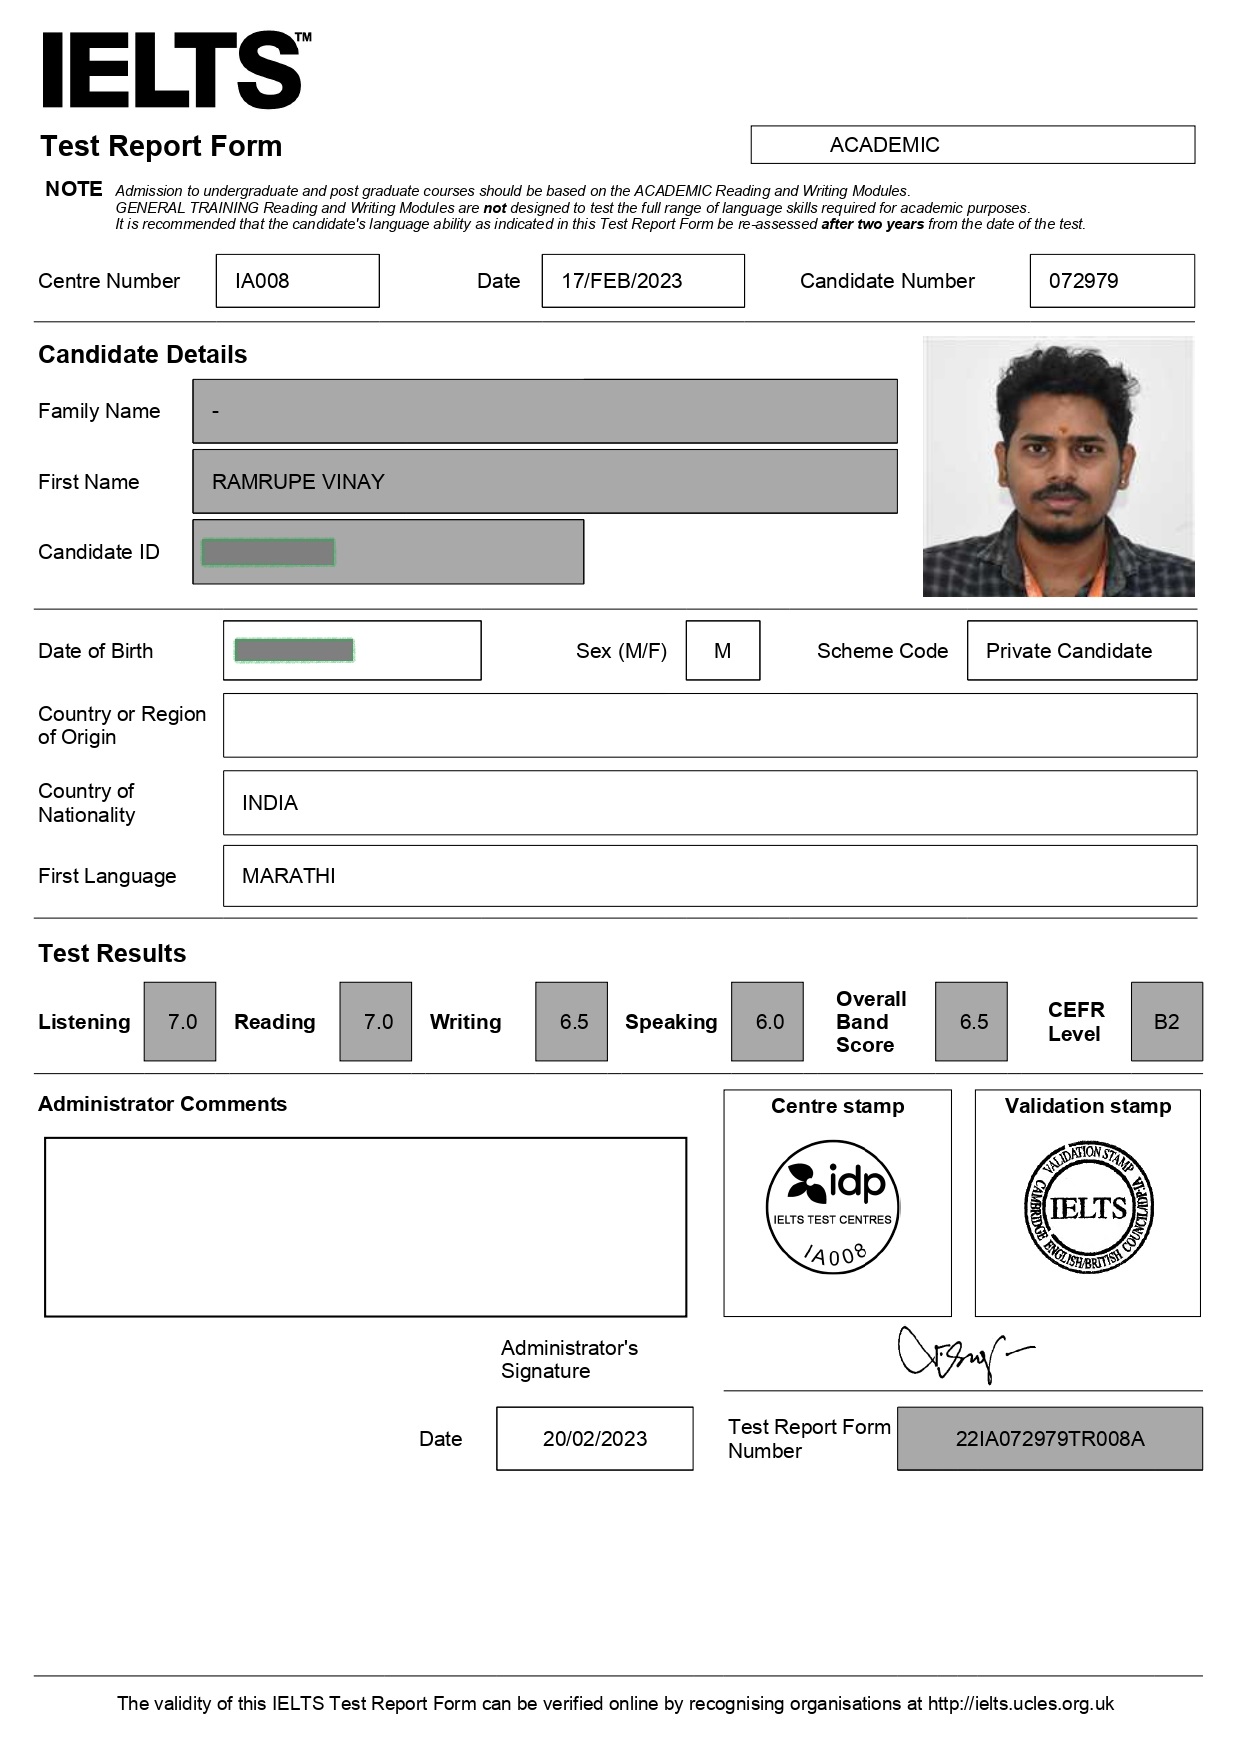 IELTS™
Test Report Form
ACADEMIC
NOTE Admission to undergraduate and post graduate courses should be based on the ACADEMIC Reading and Writing Modules.
GENERAL TRAINING Reading and Writing Modules are not designed to test the full range of language skills required for academic purposes.
It is recommended that the candidate's language ability as indicated in this Test Report Form be re-assessed after two years from the date of the test.
Centre Number IA008 Date 17/FEB/2023 Candidate Number 072979
Candidate Details
Family Name -
First Name RAMRUPE VINAY
Candidate ID
Date of Birth Sex (M/F) M Scheme Code Private Candidate
Country or Region
of Origin
Country of
Nationality
INDIA
First Language MARATHI
Test Results
Listening 7.0 Reading 7.0 Writing 6.5 Speaking 6.0
Overall
Band
Score
6.5
CEFR
Level
B2
Administrator Comments
Centre stamp
idp
IELTS TEST CENTRES
IA008
Validation stamp
VALIDATION STAMP
IELTS
CAMBRIDGE ENGLISH/BRITISH COUNCIL/IDP:IA
Administrator's
Signature
Date 20/02/2023
Test Report Form
Number
22IA072979TR008A
The validity of this IELTS Test Report Form can be verified online by recognising organisations at http://ielts.ucles.org.uk